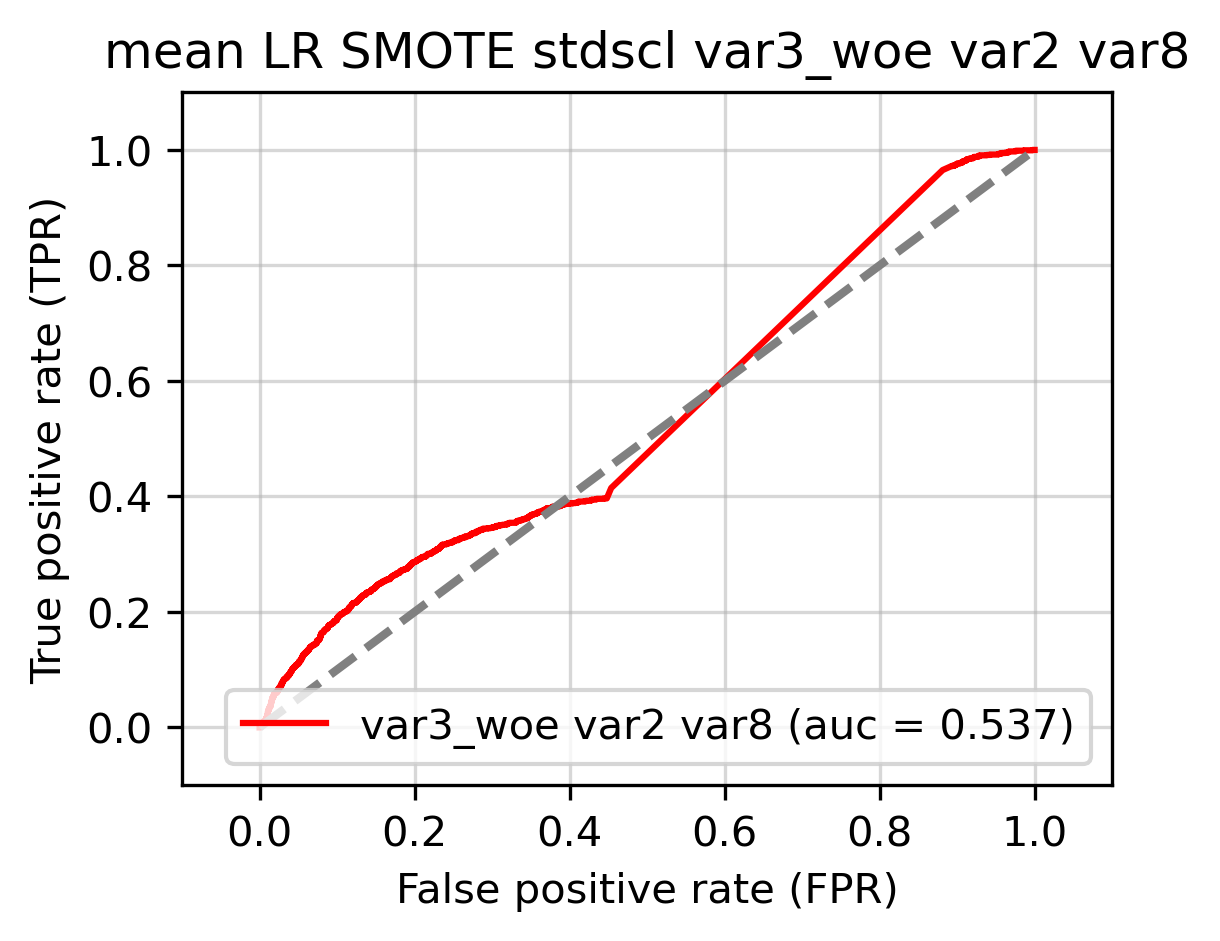 mean LR SMOTE stdscl var3_woe var2 var8
True positive rate (TPR)
1.0
0.8
0.6
0.4
0.2
0.0
var3_woe var2 var8 (auc = 0.537)
0.0 0.2 0.4 0.6 0.8 1.0
False positive rate (FPR)